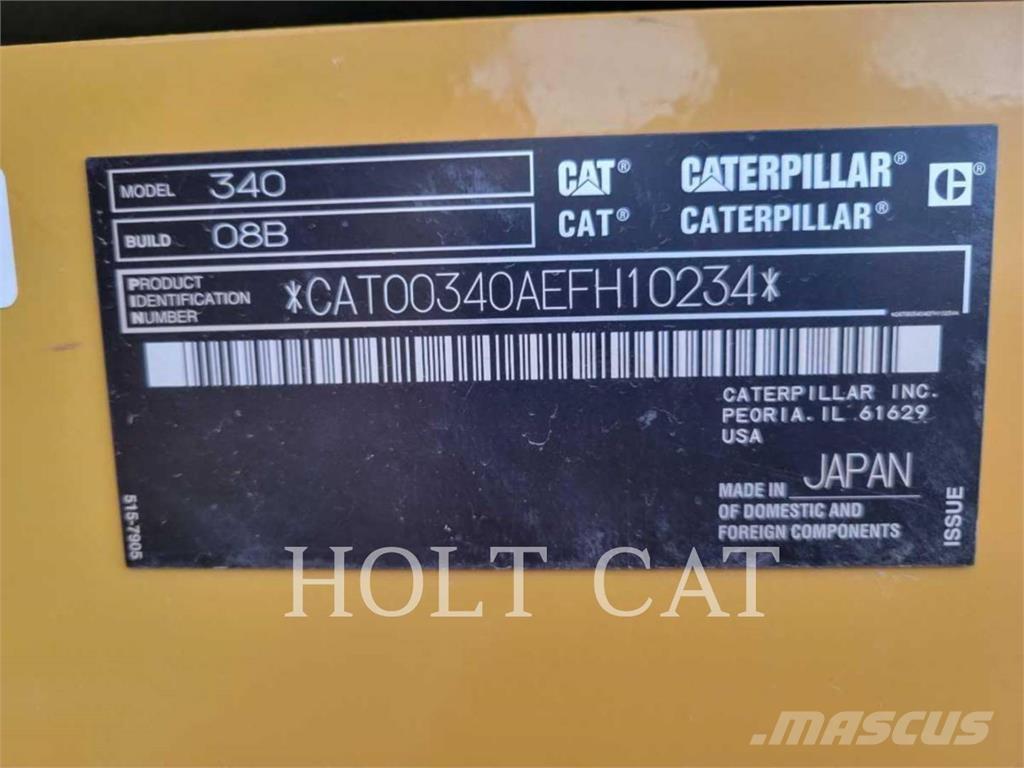 MODEL 340
CAT® CATERPILLAR®
BUILD 08B
CAT® CATERPILLAR®
PRODUCT
IDENTIFICATION
NUMBER
*CAT00340AEFH10234*
CATERPILLAR INC.
PEORIA, IL 61629
USA
MADE IN JAPAN
OF DOMESTIC AND
FOREIGN COMPONENTS
515-7905
ISSUE
HOLT CAT
MASCUS